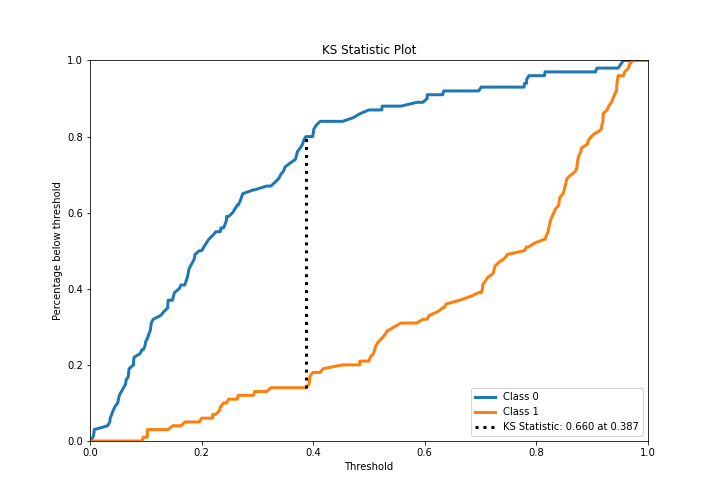 KS Statistic Plot
Percentage below threshold
1.0
0.8
0.6
0.4
0.2
0.0
0.0 0.2 0.4 0.6 0.8 1.0
Threshold
Class 0
Class 1
KS Statistic: 0.660 at 0.387